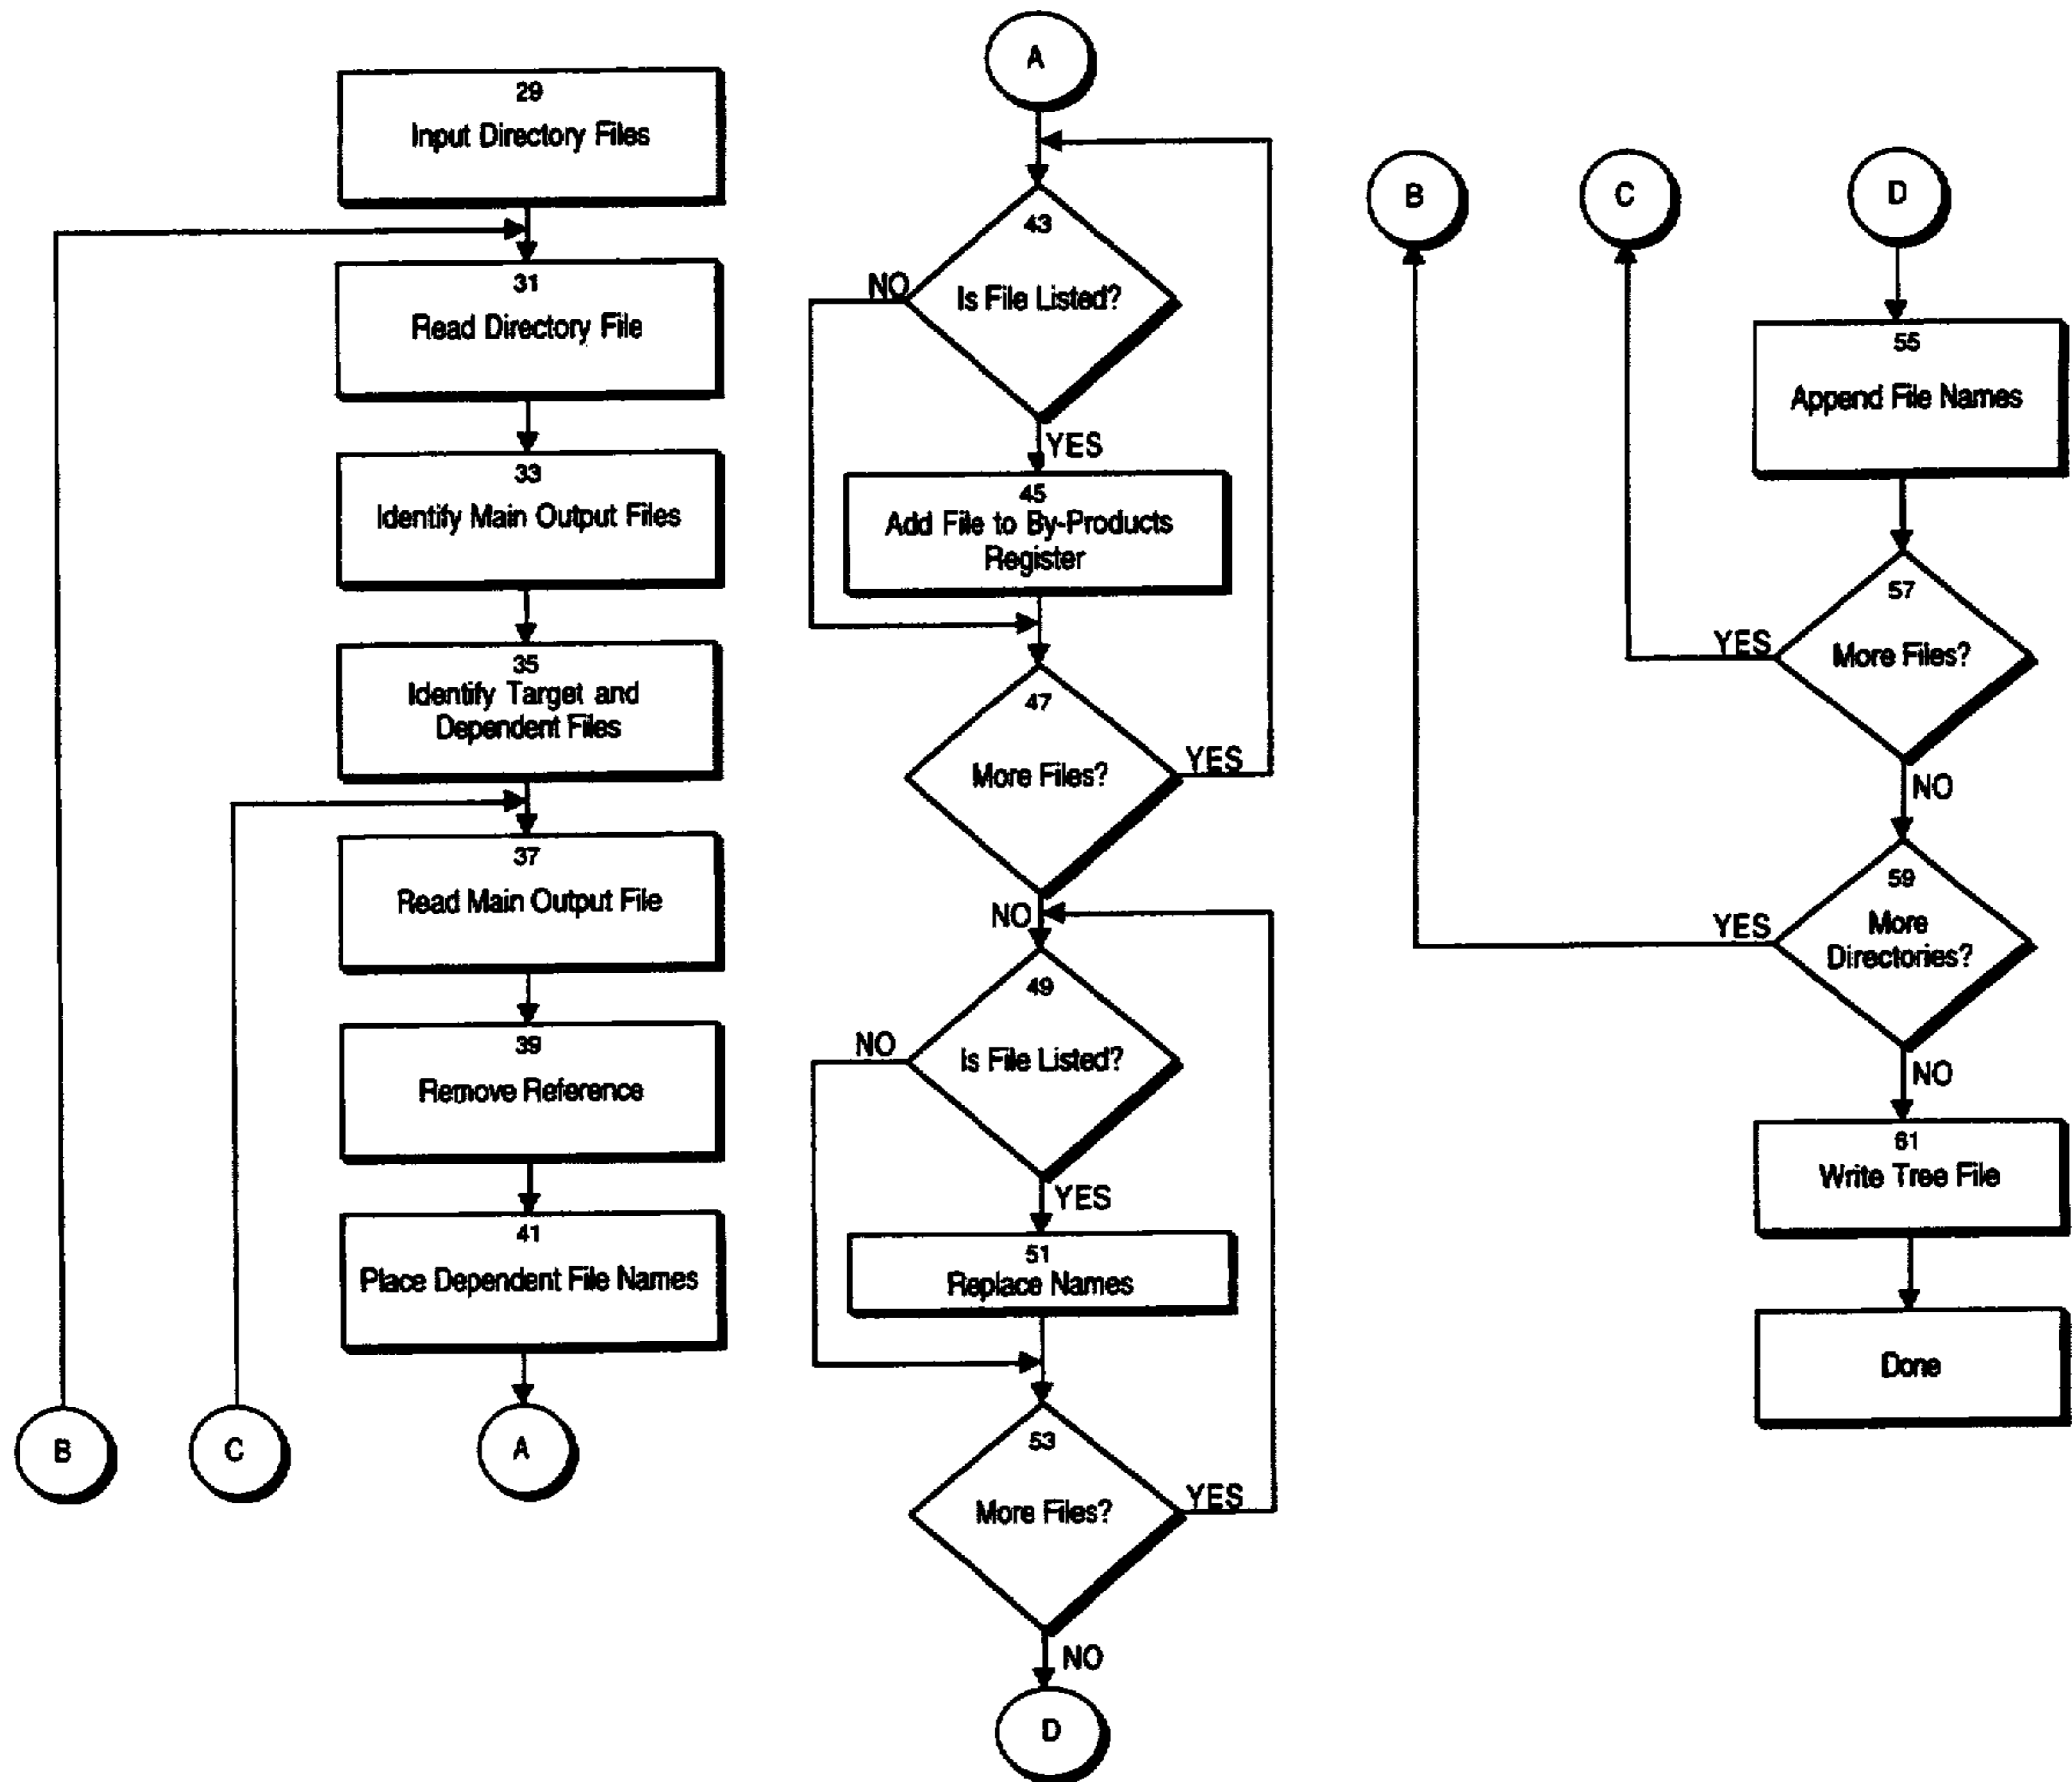 29
Input Directory Files
31
Read Directory File
33
Identify Main Output Files
35
Identify Target and
Dependent Files
37
Read Main Output File
39
Remove Reference
41
Place Dependent File Names
B
C
A
A
43
Is File Listed?
NO
YES
45
Add File to By-Products
Register
47
More Files?
YES
NO
49
Is File Listed?
NO
YES
51
Replace Names
53
More Files?
YES
NO
D
B
C
D
55
Append File Names
57
More Files?
YES
NO
59
More
Directories?
YES
NO
61
Write Tree File
Done